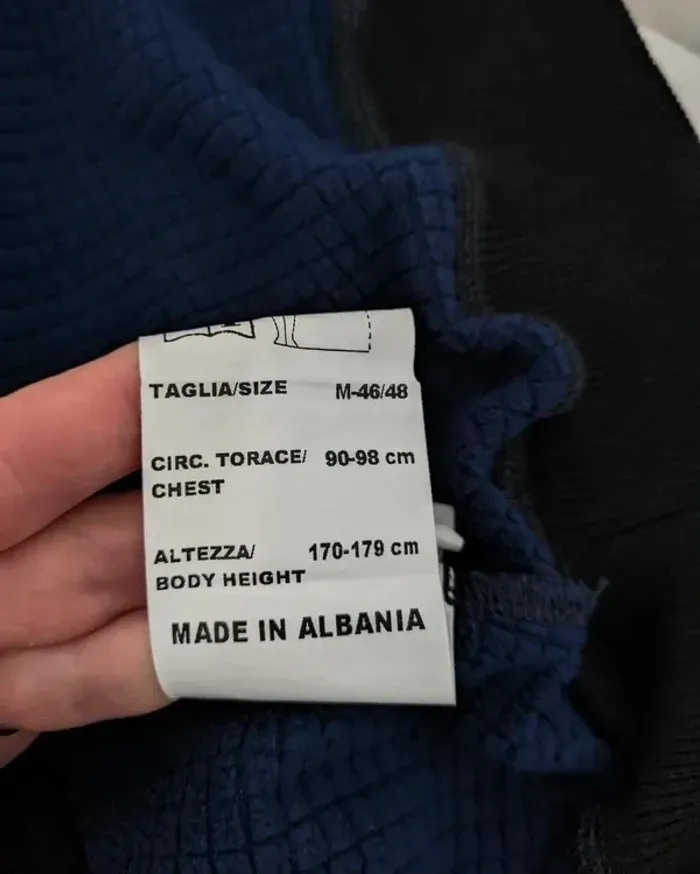 TAGLIA/SIZE M-46/48
CIRC. TORACE/ 90-98 cm
CHEST
ALTEZZA/ 170-179 cm
BODY HEIGHT
MADE IN ALBANIA